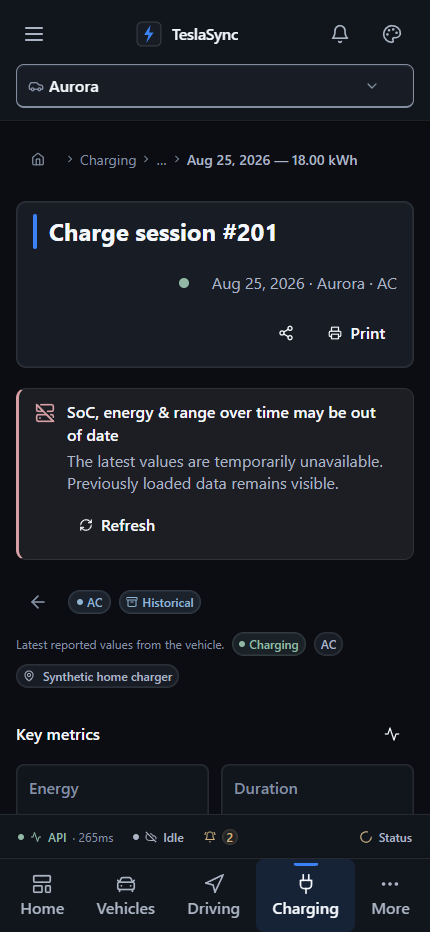 TeslaSync
Aurora
Charging
...
Aug 25, 2026 — 18.00 kWh
Charge session #201
Aug 25, 2026 · Aurora · AC
Print
SoC, energy & range over time may be out
of date
The latest values are temporarily unavailable.
Previously loaded data remains visible.
Refresh
AC
Historical
Latest reported values from the vehicle.
Charging
AC
Synthetic home charger
Key metrics
Energy
Duration
API · 265ms
Idle
2
Status
Home
Vehicles
Driving
Charging
More